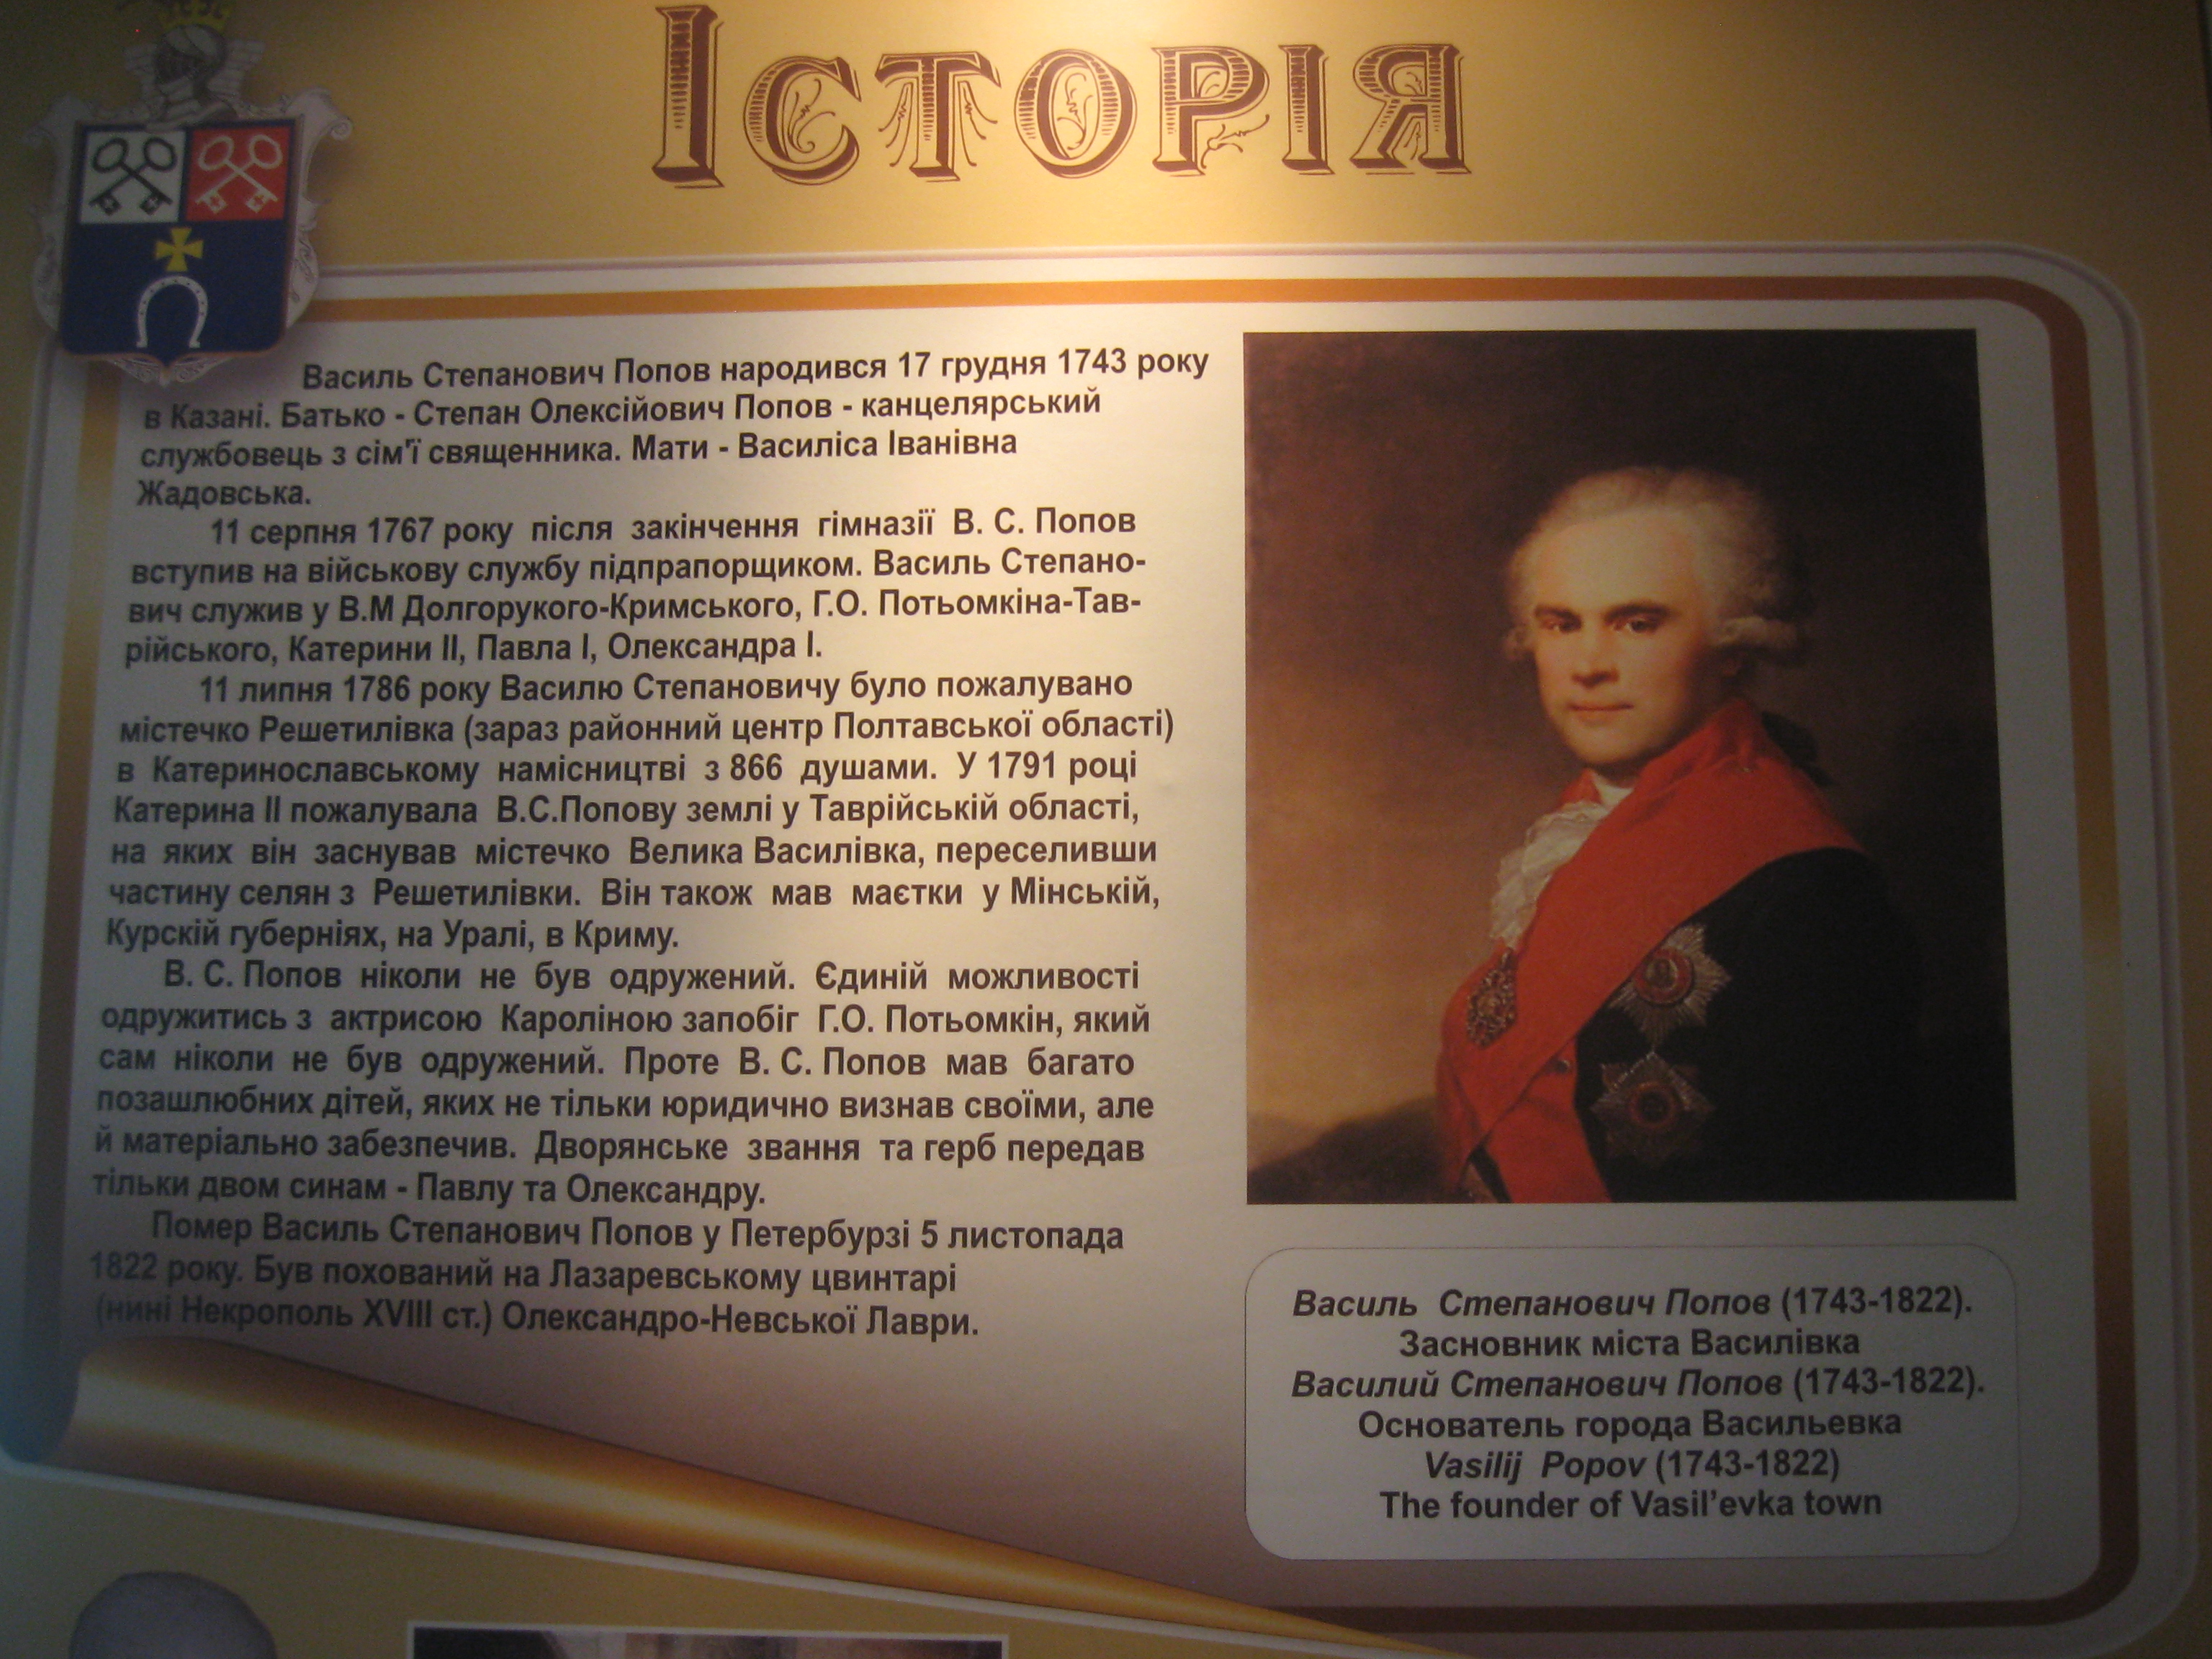 Історія
Василь Степанович Попов народився 17 грудня 1743 року
в Казані. Батько - Степан Олексійович Попов - канцелярський
службовець з сім'ї священника. Мати - Василіса Іванівна
Жадовська.
11 серпня 1767 року після закінчення гімназії В. С. Попов
вступив на військову службу підпрапорщиком. Василь Степано-
вич служив у В.М Долгорукого-Кримського, Г.О. Потьомкіна-Тав-
рійського, Катерини II, Павла I, Олександра I.
11 липня 1786 року Василю Степановичу було пожалувано
містечко Решетилівка (зараз районний центр Полтавської області)
в Катеринославському намісництві з 866 душами. У 1791 році
Катерина II пожалувала В.С.Попову землі у Таврійській області,
на яких він заснував містечко Велика Василівка, переселивши
частину селян з Решетилівки. Він також мав маєтки у Мінській,
Курскій губерніях, на Уралі, в Криму.
В. С. Попов ніколи не був одружений. Єдиній можливості
одружитись з актрисою Кароліною запобіг Г.О. Потьомкін, який
сам ніколи не був одружений. Проте В. С. Попов мав багато
позашлюбних дітей, яких не тільки юридично визнав своїми, але
й матеріально забезпечив. Дворянське звання та герб передав
тільки двом синам - Павлу та Олександру.
Помер Василь Степанович Попов у Петербурзі 5 листопада
1822 року. Був похований на Лазаревському цвинтарі
(нині Некрополь XVIII ст.) Олександро-Невської Лаври.
Василь Степанович Попов (1743-1822).
Засновник міста Василівка
Василий Степанович Попов (1743-1822).
Основатель города Васильевка
Vasilij Popov (1743-1822)
The founder of Vasil'evka town